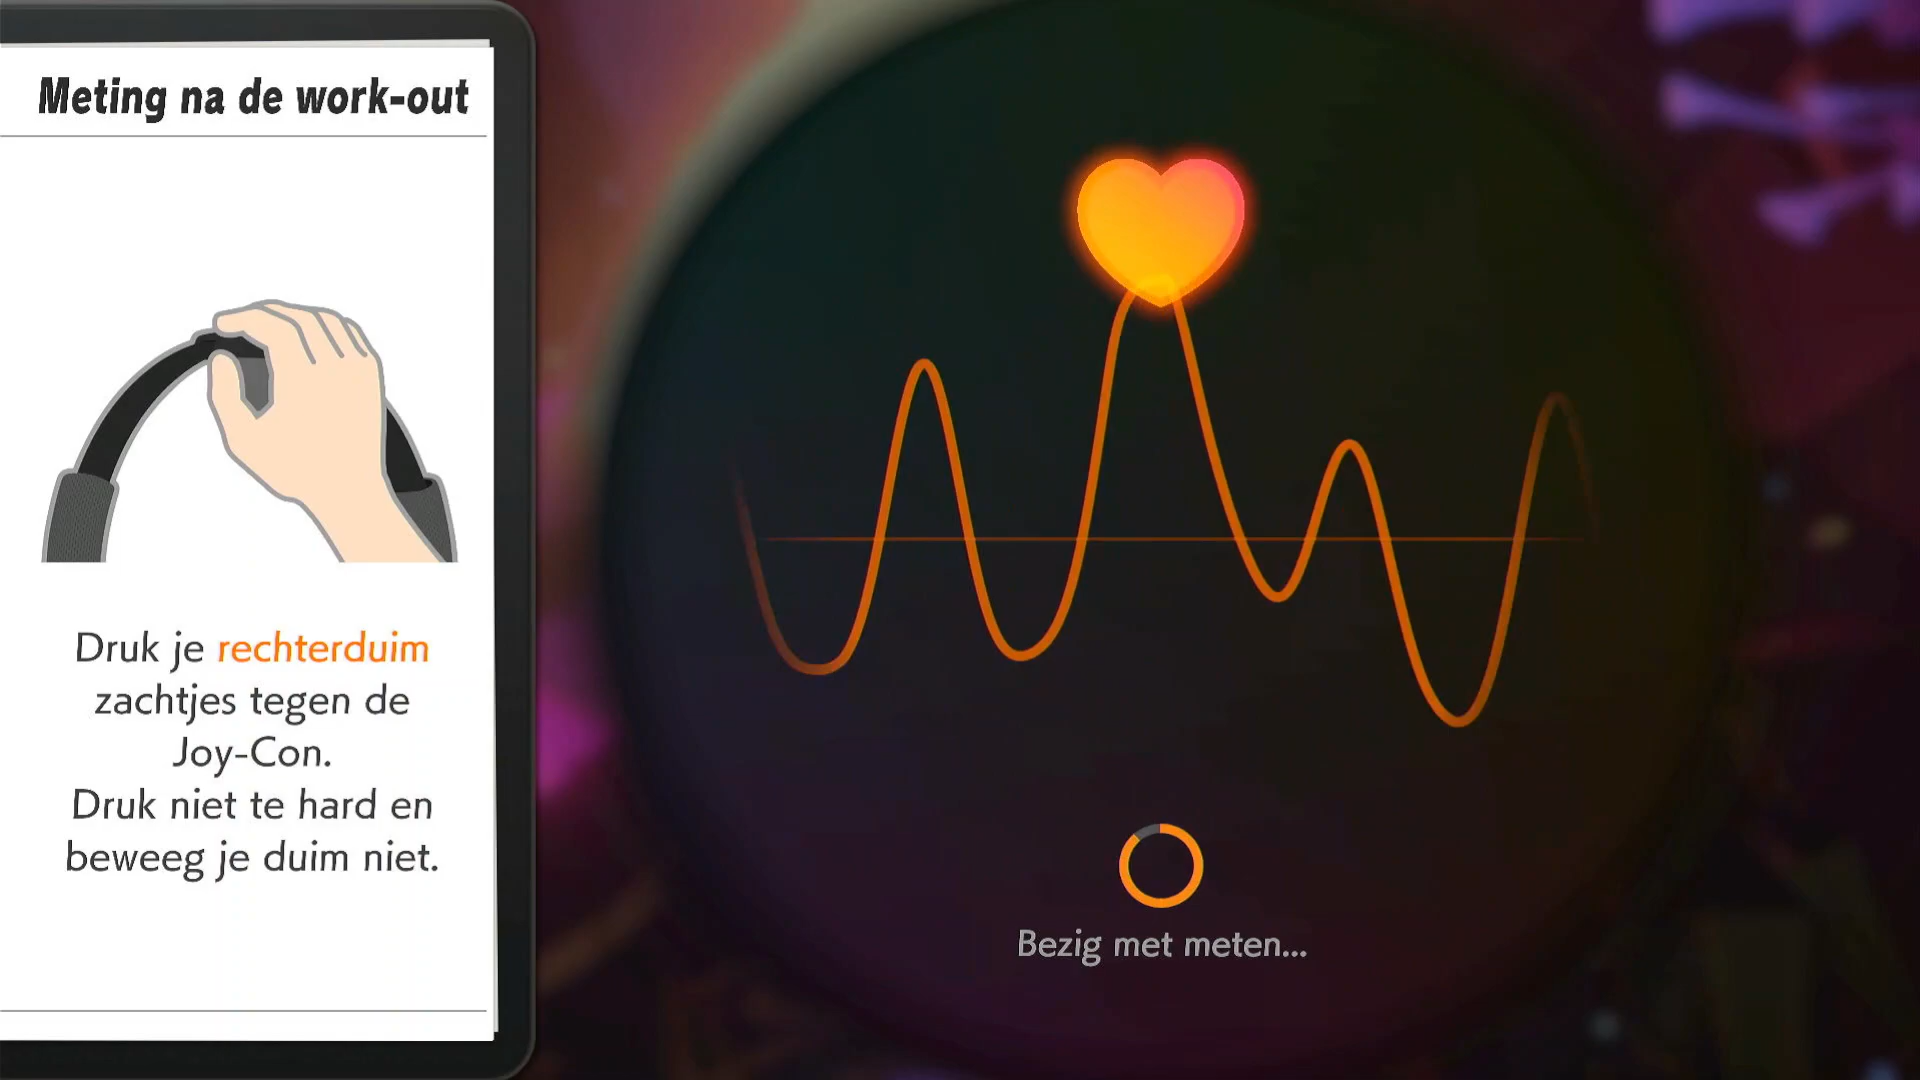 Meting na de work-out
Druk je rechterduim
zachtjes tegen de
Joy-Con.
Druk niet te hard en
beweeg je duim niet.
Bezig met meten...